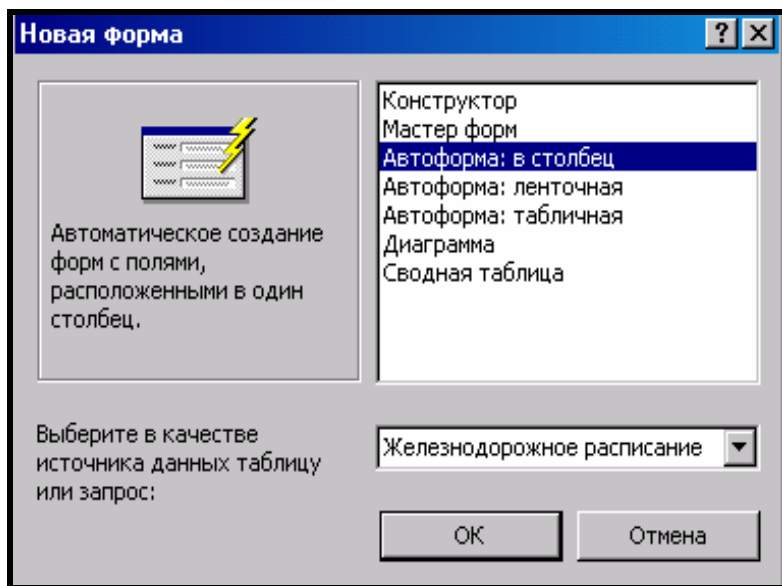 Новая форма
Конструктор
Мастер форм
Автоформа: в столбец
Автоформа: ленточная
Автоформа: табличная
Диаграмма
Сводная таблица
Автоматическое создание
форм с полями,
расположенными в один
столбец.
Выберите в качестве
источника данных таблицу
или запрос:
Железнодорожное расписание
ОК
Отмена